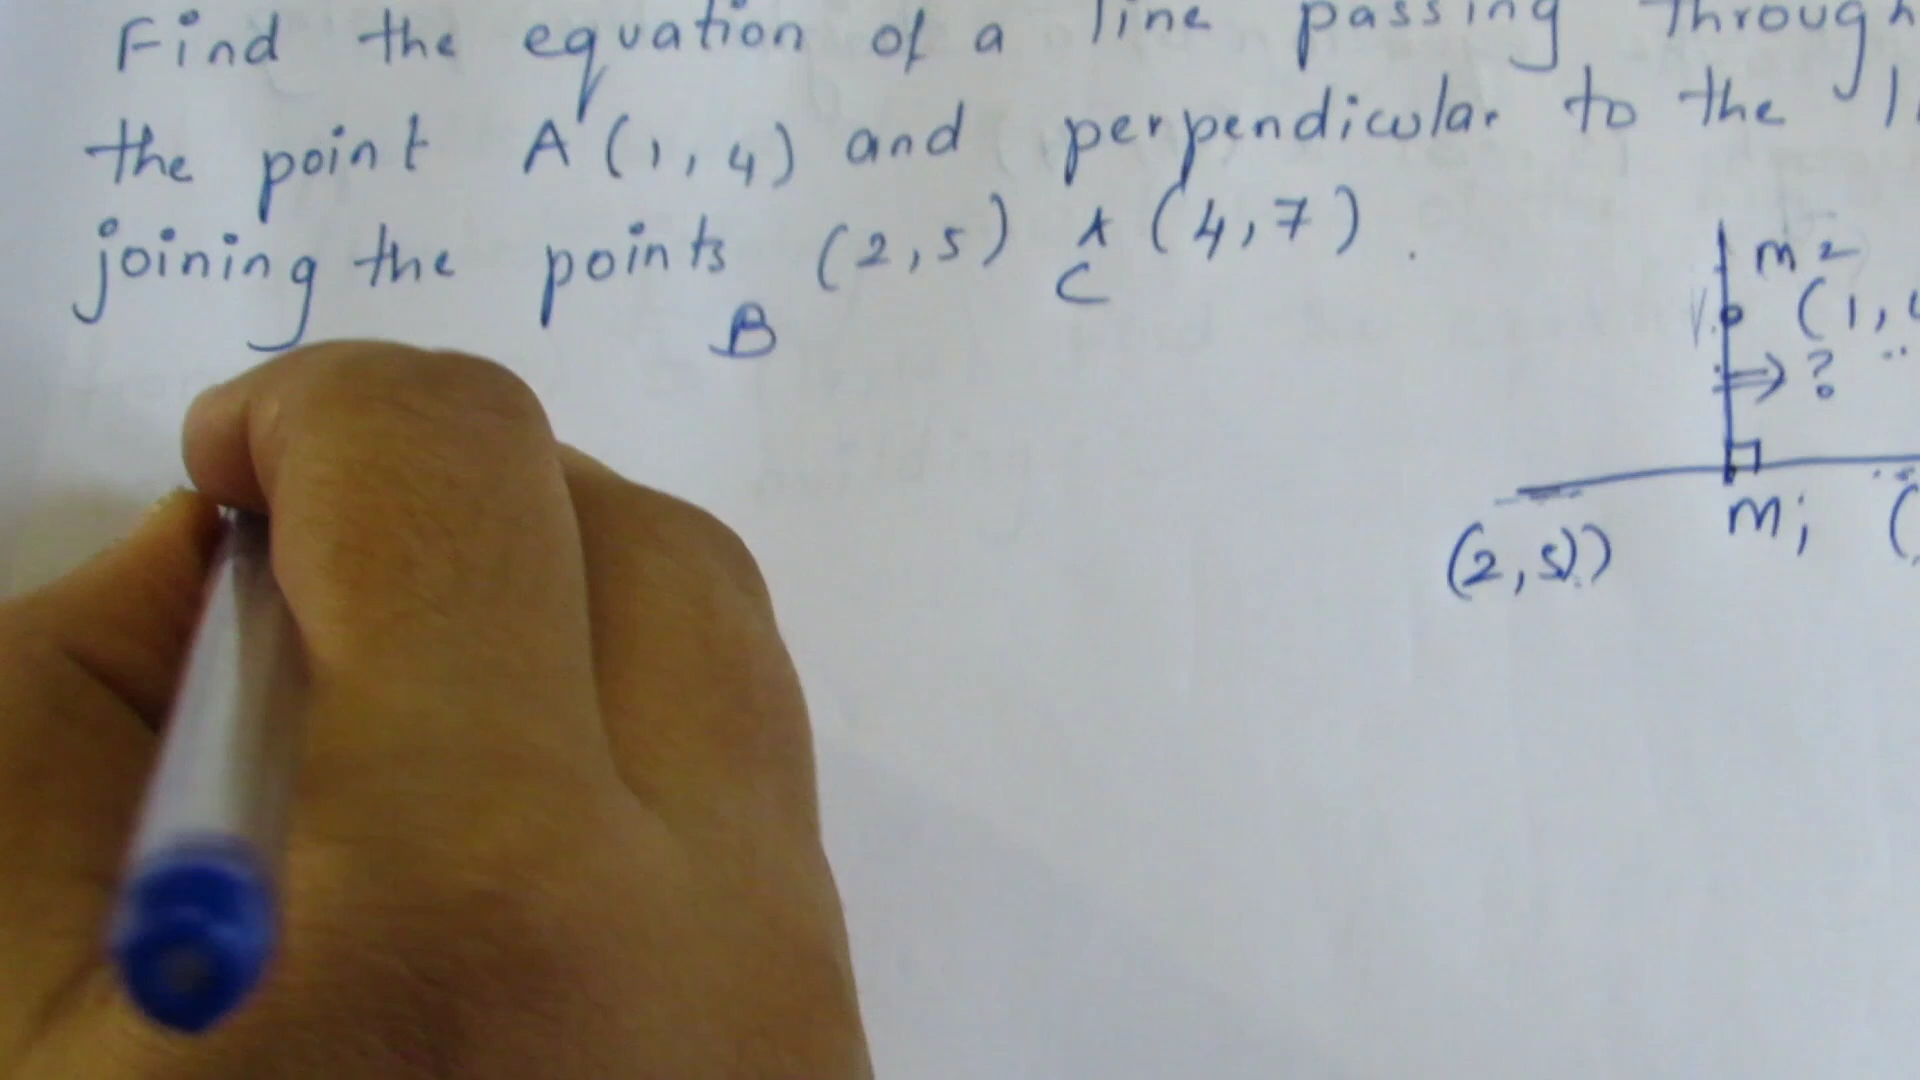 Find the equation of a line passing through
the point A (1, 4) and perpendicular to the
joining the points (2, 5) & (4, 7).
B
C
m2
(1,
?
m1
(2, 5)